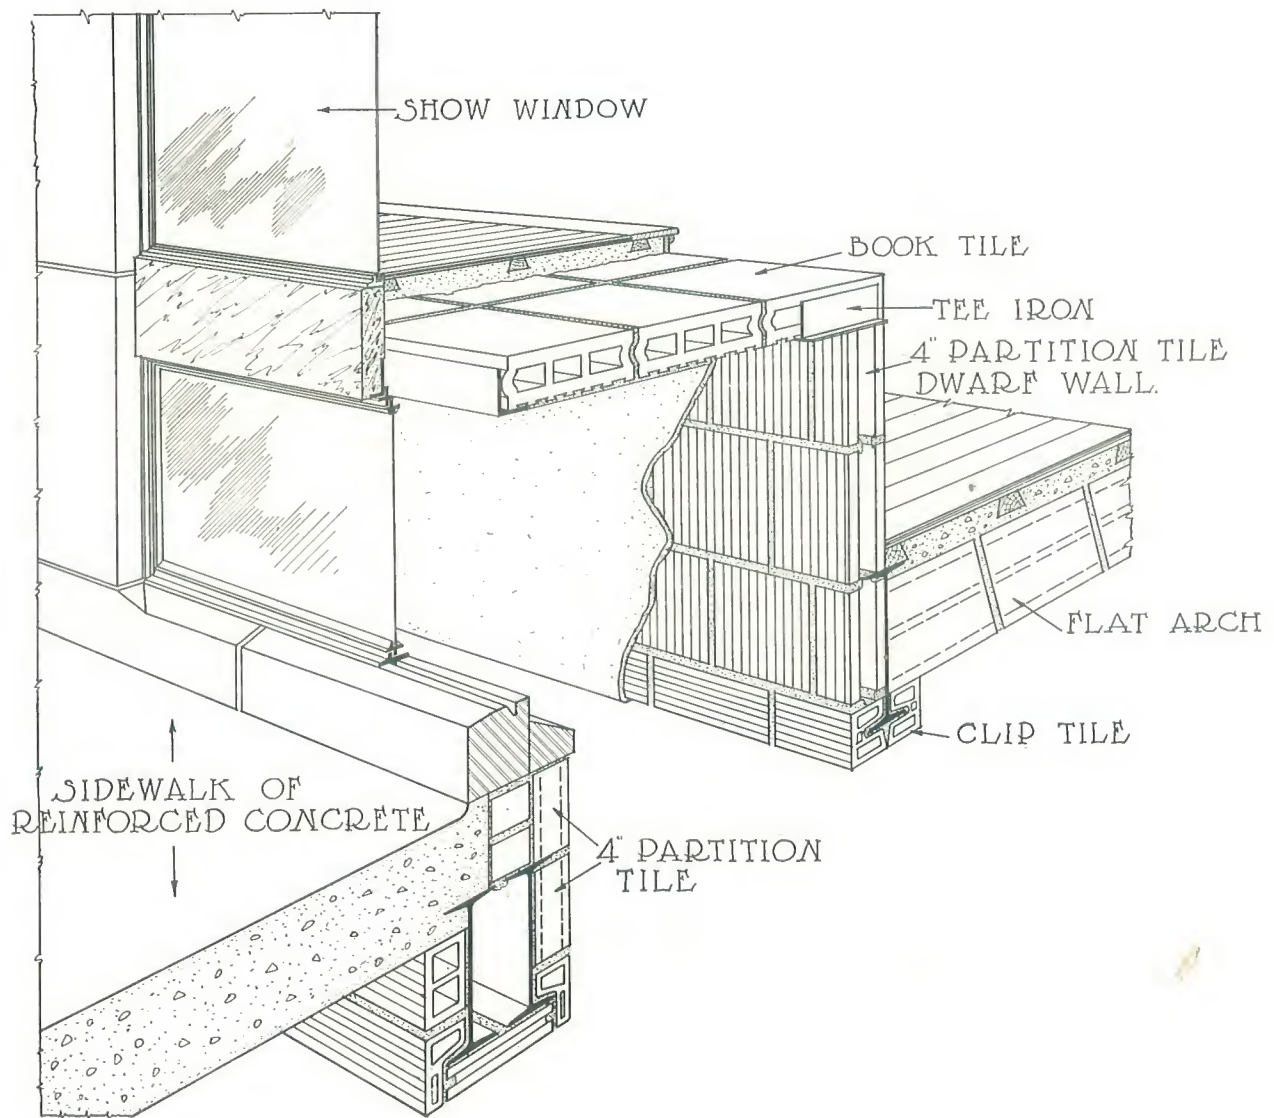 SHOW WINDOW
BOOK TILE
TEE IRON
4" PARTITION TILE
DWARF WALL.
FLAT ARCH
CLIP TILE
SIDEWALK OF
REINFORCED CONCRETE
4" PARTITION
TILE